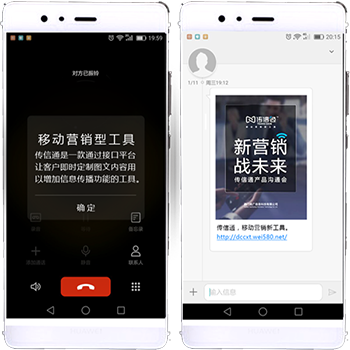 19:59
对方已振铃
移动营销型工具
传信通是一款通过接口平台
让客户即时定制图文内容用
以增加信息传播功能的工具。
确定
备忘录
联系人
20:15
1/11
周三19:12
传信通
新营销
战未来
传信通产品沟通会
传信通，移动营销新工具。
http://dccxt.wei580.net/
输入信息